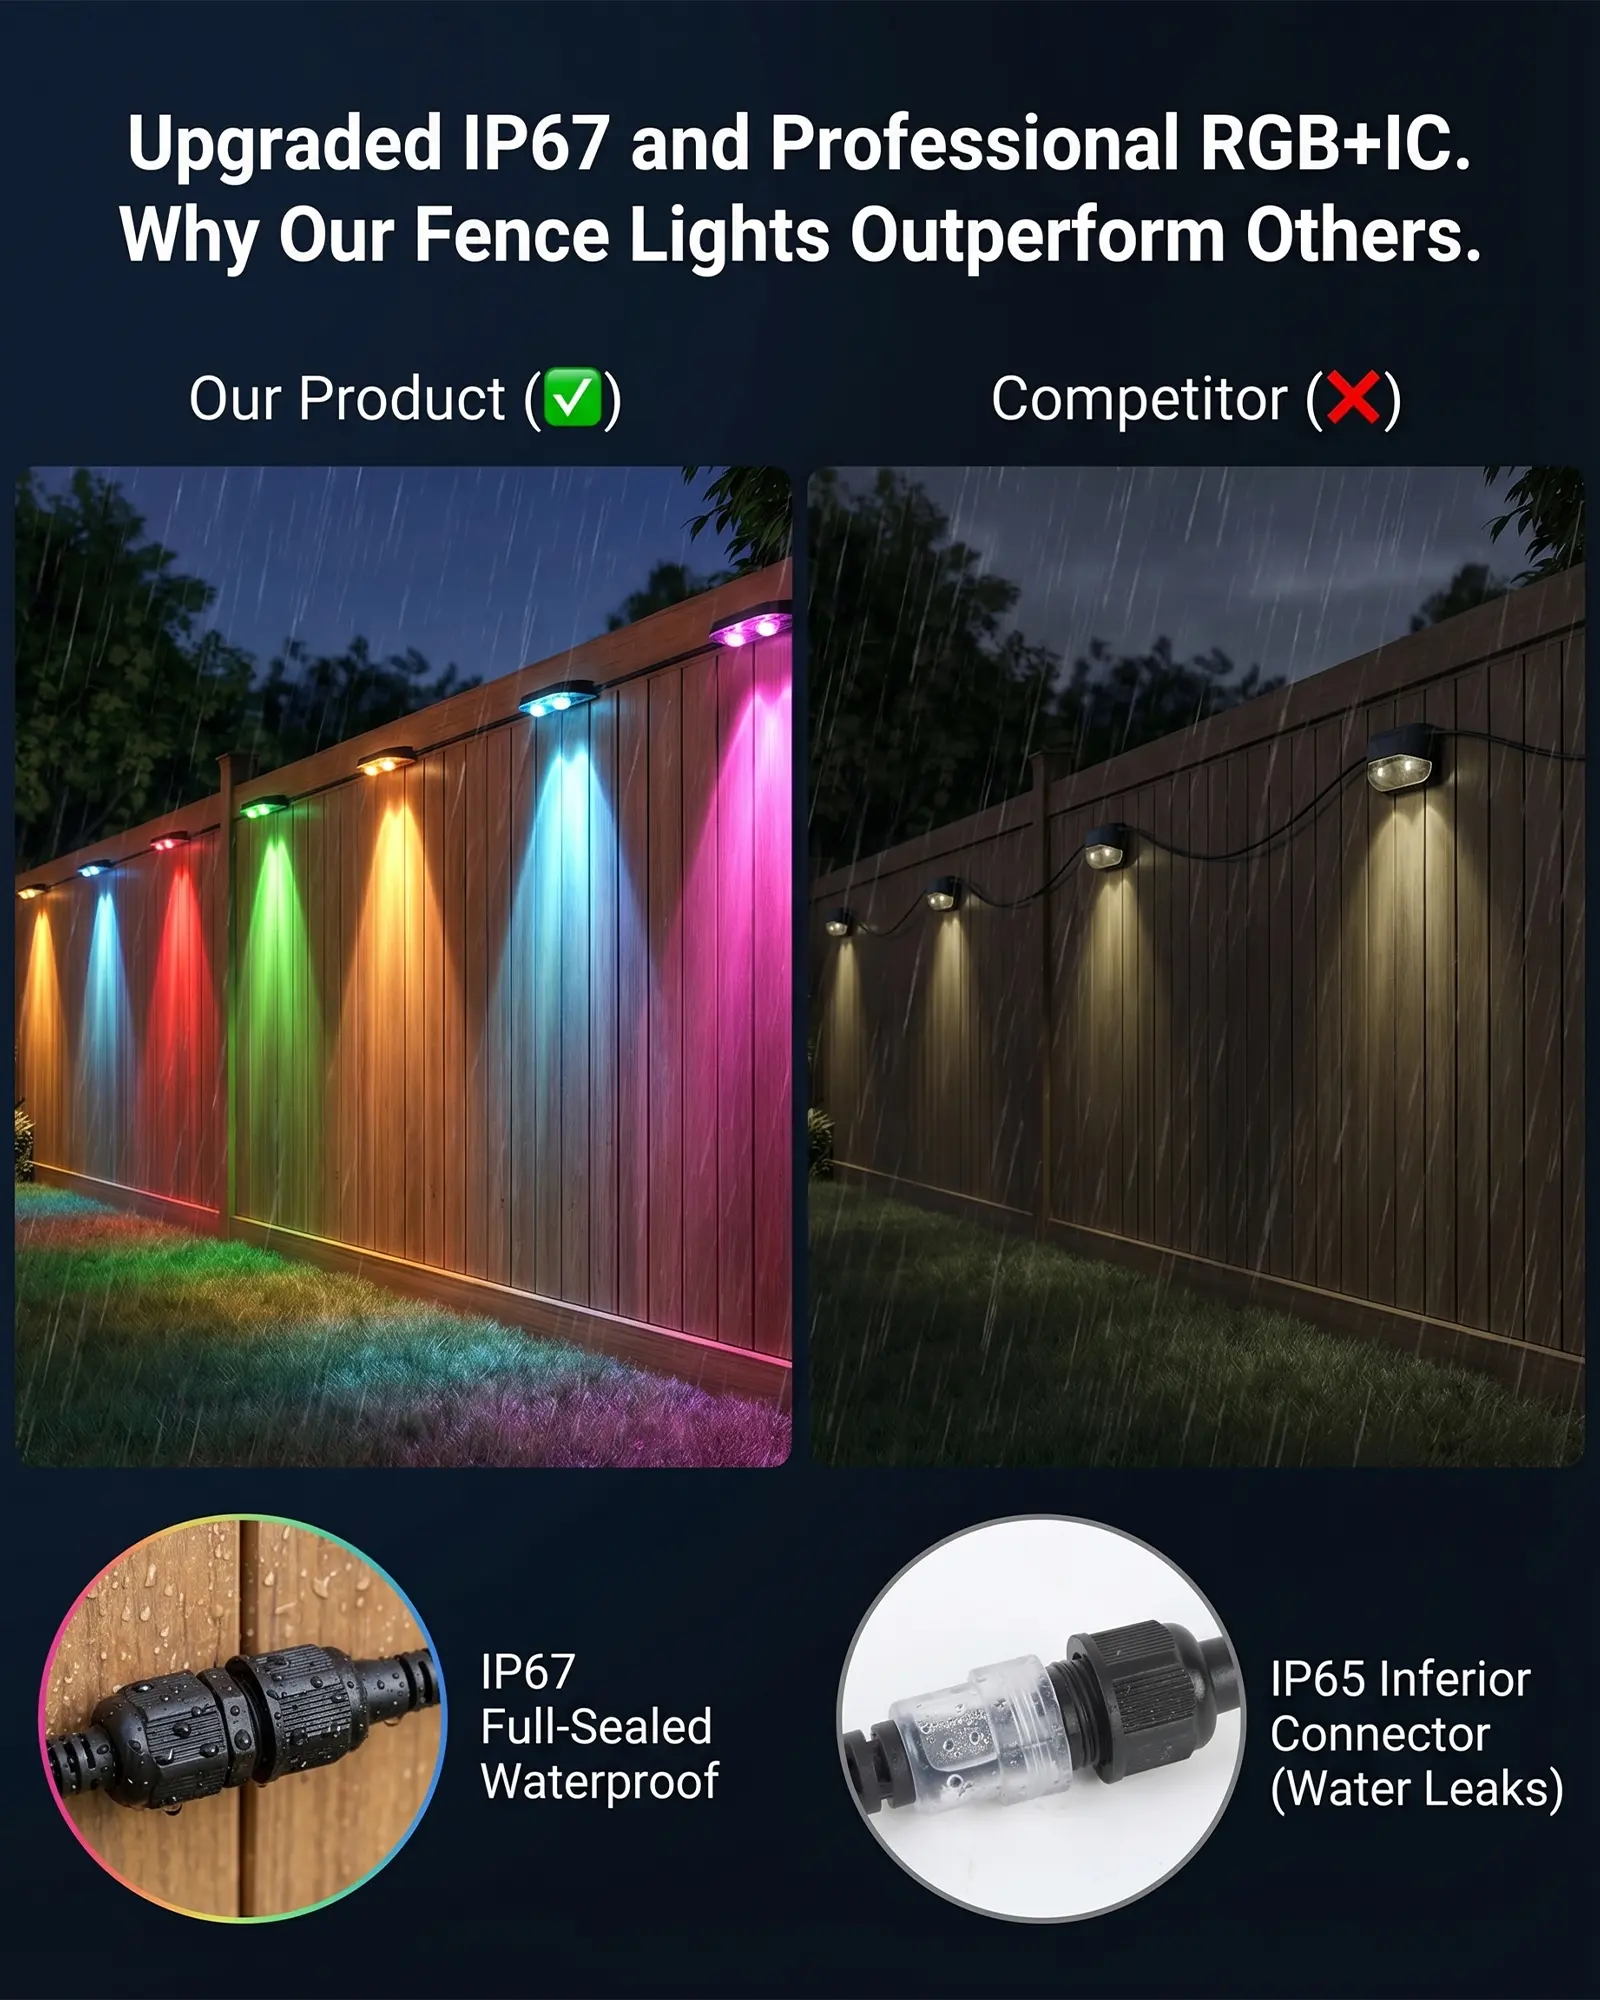 Upgraded IP67 and Professional RGB+IC.
Why Our Fence Lights Outperform Others.
Our Product (✅)
Competitor (❌)
IP67
Full-Sealed
Waterproof
IP65 Inferior
Connector
(Water Leaks)